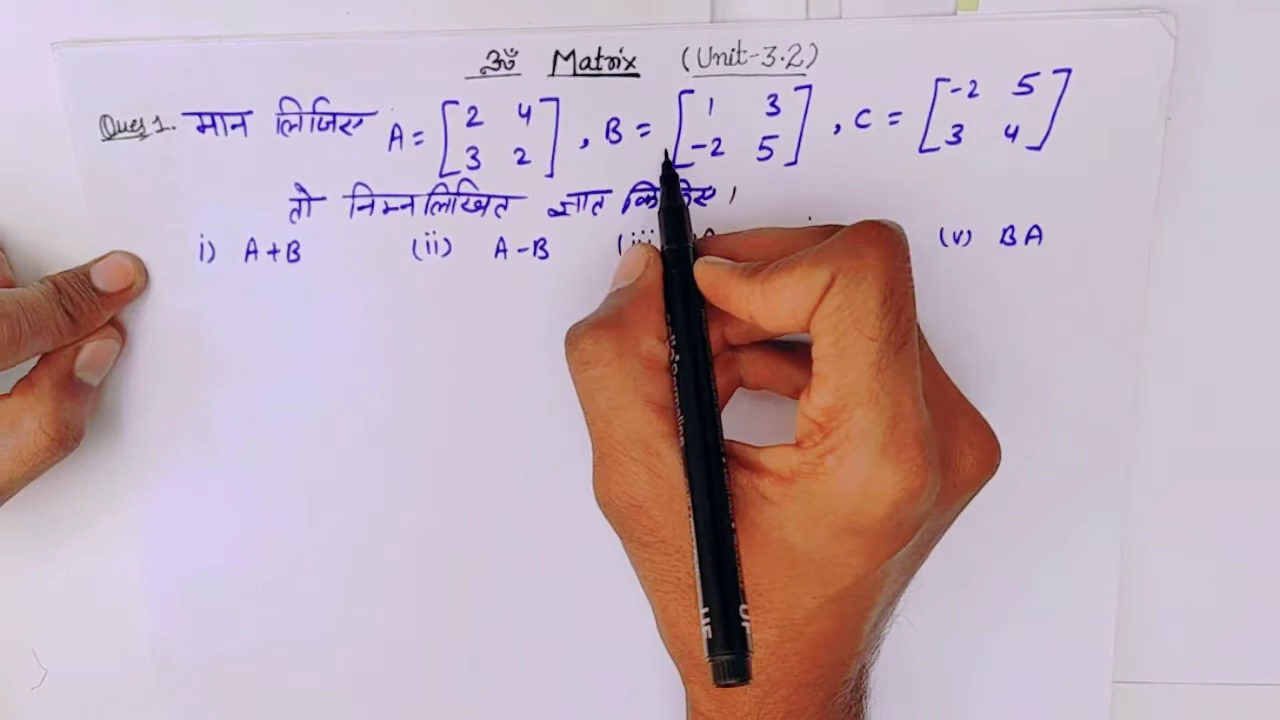 ॐ Matrix (Unit-3.2)
Ques 1. मान लिजिए A = [2 4 3 2], B = [1 3 -2 5], C = [-2 5 3 4]
तो निम्नलिखित ज्ञात ।
i) A+B (ii) A-B (v) BA